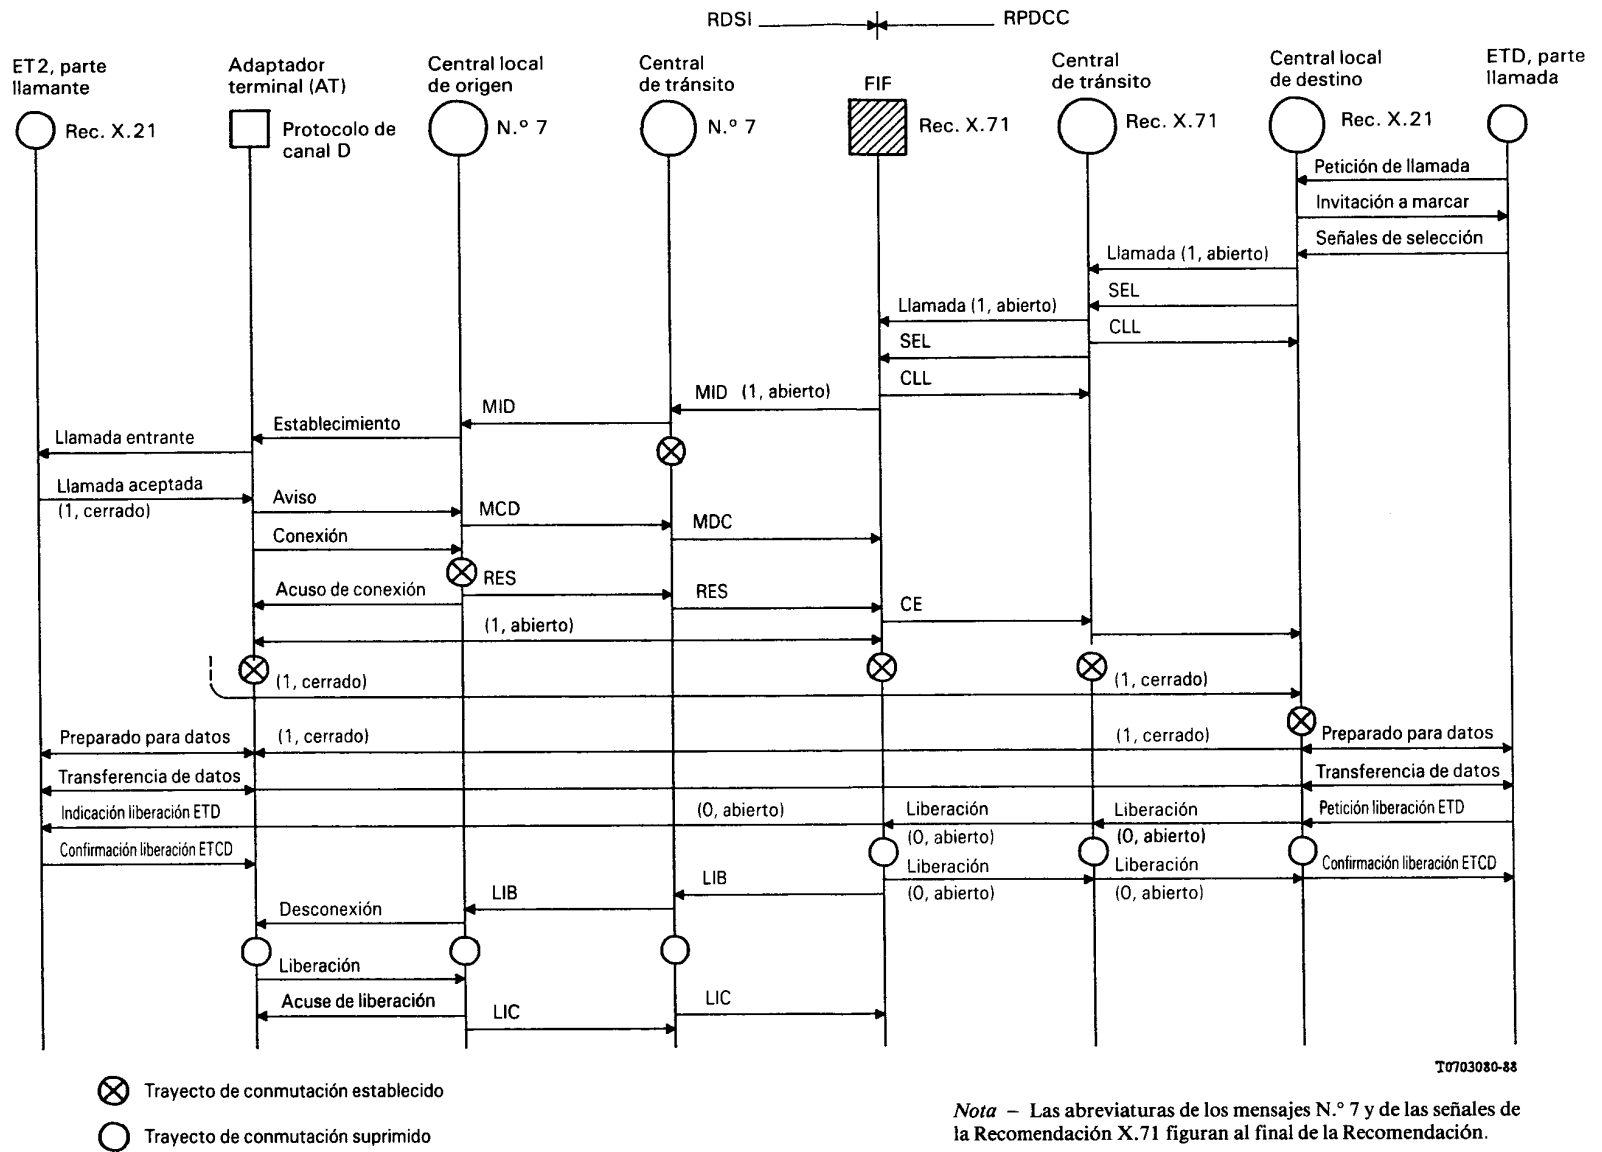 RDSI
RPDCC
ET2, parte
llamante
Adaptador
terminal (AT)
Central local
de origen
Central
de tránsito
FIF
Central
de tránsito
Central local
de destino
ETD, parte
llamada
Rec. X.21
Protocolo de
canal D
N.º 7
N.º 7
Rec. X.71
Rec. X.71
Rec. X.21
Petición de llamada
Invitación a marcar
Señales de selección
Llamada (1, abierto)
SEL
Llamada (1, abierto)
CLL
SEL
CLL
MID (1, abierto)
MID
Establecimiento
Llamada entrante
Llamada aceptada
(1, cerrado)
Aviso
MCD
MDC
Conexión
RES
Acuso de conexión
RES
CE
(1, abierto)
(1, cerrado)
(1, cerrado)
Preparado para datos
(1, cerrado)
(1, cerrado)
Preparado para datos
Transferencia de datos
Transferencia de datos
Indicación liberación ETD
(0, abierto)
Liberación
(0, abierto)
Liberación
(0, abierto)
Petición liberación ETD
Confirmación liberación ETCD
Liberación
(0, abierto)
Liberación
(0, abierto)
Confirmación liberación ETCD
LIB
LIB
Desconexión
Liberación
Acuse de liberación
LIC
LIC
T0703080-88
Trayecto de conmutación establecido
Trayecto de conmutación suprimido
Nota – Las abreviaturas de los mensajes N.º 7 y de las señales de
la Recomendación X.71 figuran al final de la Recomendación.